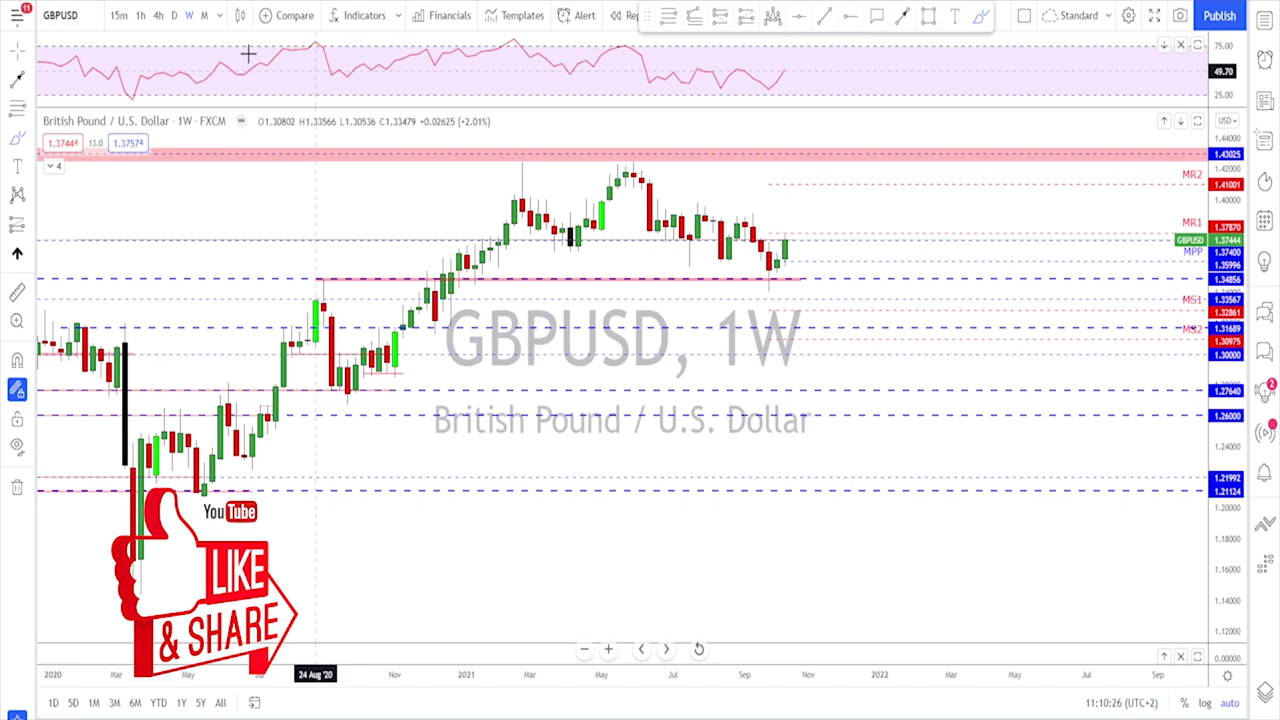 11
GBPUSD
15m 1h 4h D W M
Compare
Indicators
Financials
Templates
Alert
Standard
Publish
75.00
49.70
25.00
British Pound / U.S. Dollar · 1W · FXCM O1.30802 H1.33566 L1.30536 C1.33479 +0.02625 (+2.01%)
USD
1.37444 13.0 1.37574
4
1.44000
1.43025
1.42000
MR2
1.41001
1.40000
MR1
1.37870
GBPUSD 1.37444
MPP
1.37400
1.35996
1.34856
MS1
1.33567
1.32861
1.31689
MS2
1.30975
1.30000
GBPUSD, 1W
British Pound / U.S. Dollar
1.27640
1.26000
1.24000
1.21992
1.21124
1.20000
1.18000
1.16000
1.14000
1.12000
0.00000
YouTube
LIKE
& SHARE
2
2020 Mar May 24 Aug '20 Nov 2021 Mar May Jul Sep Nov 2022 Mar May Jul Sep
1D 5D 1M 3M 6M YTD 1Y 5Y All
11:10:26 (UTC+2) % log auto